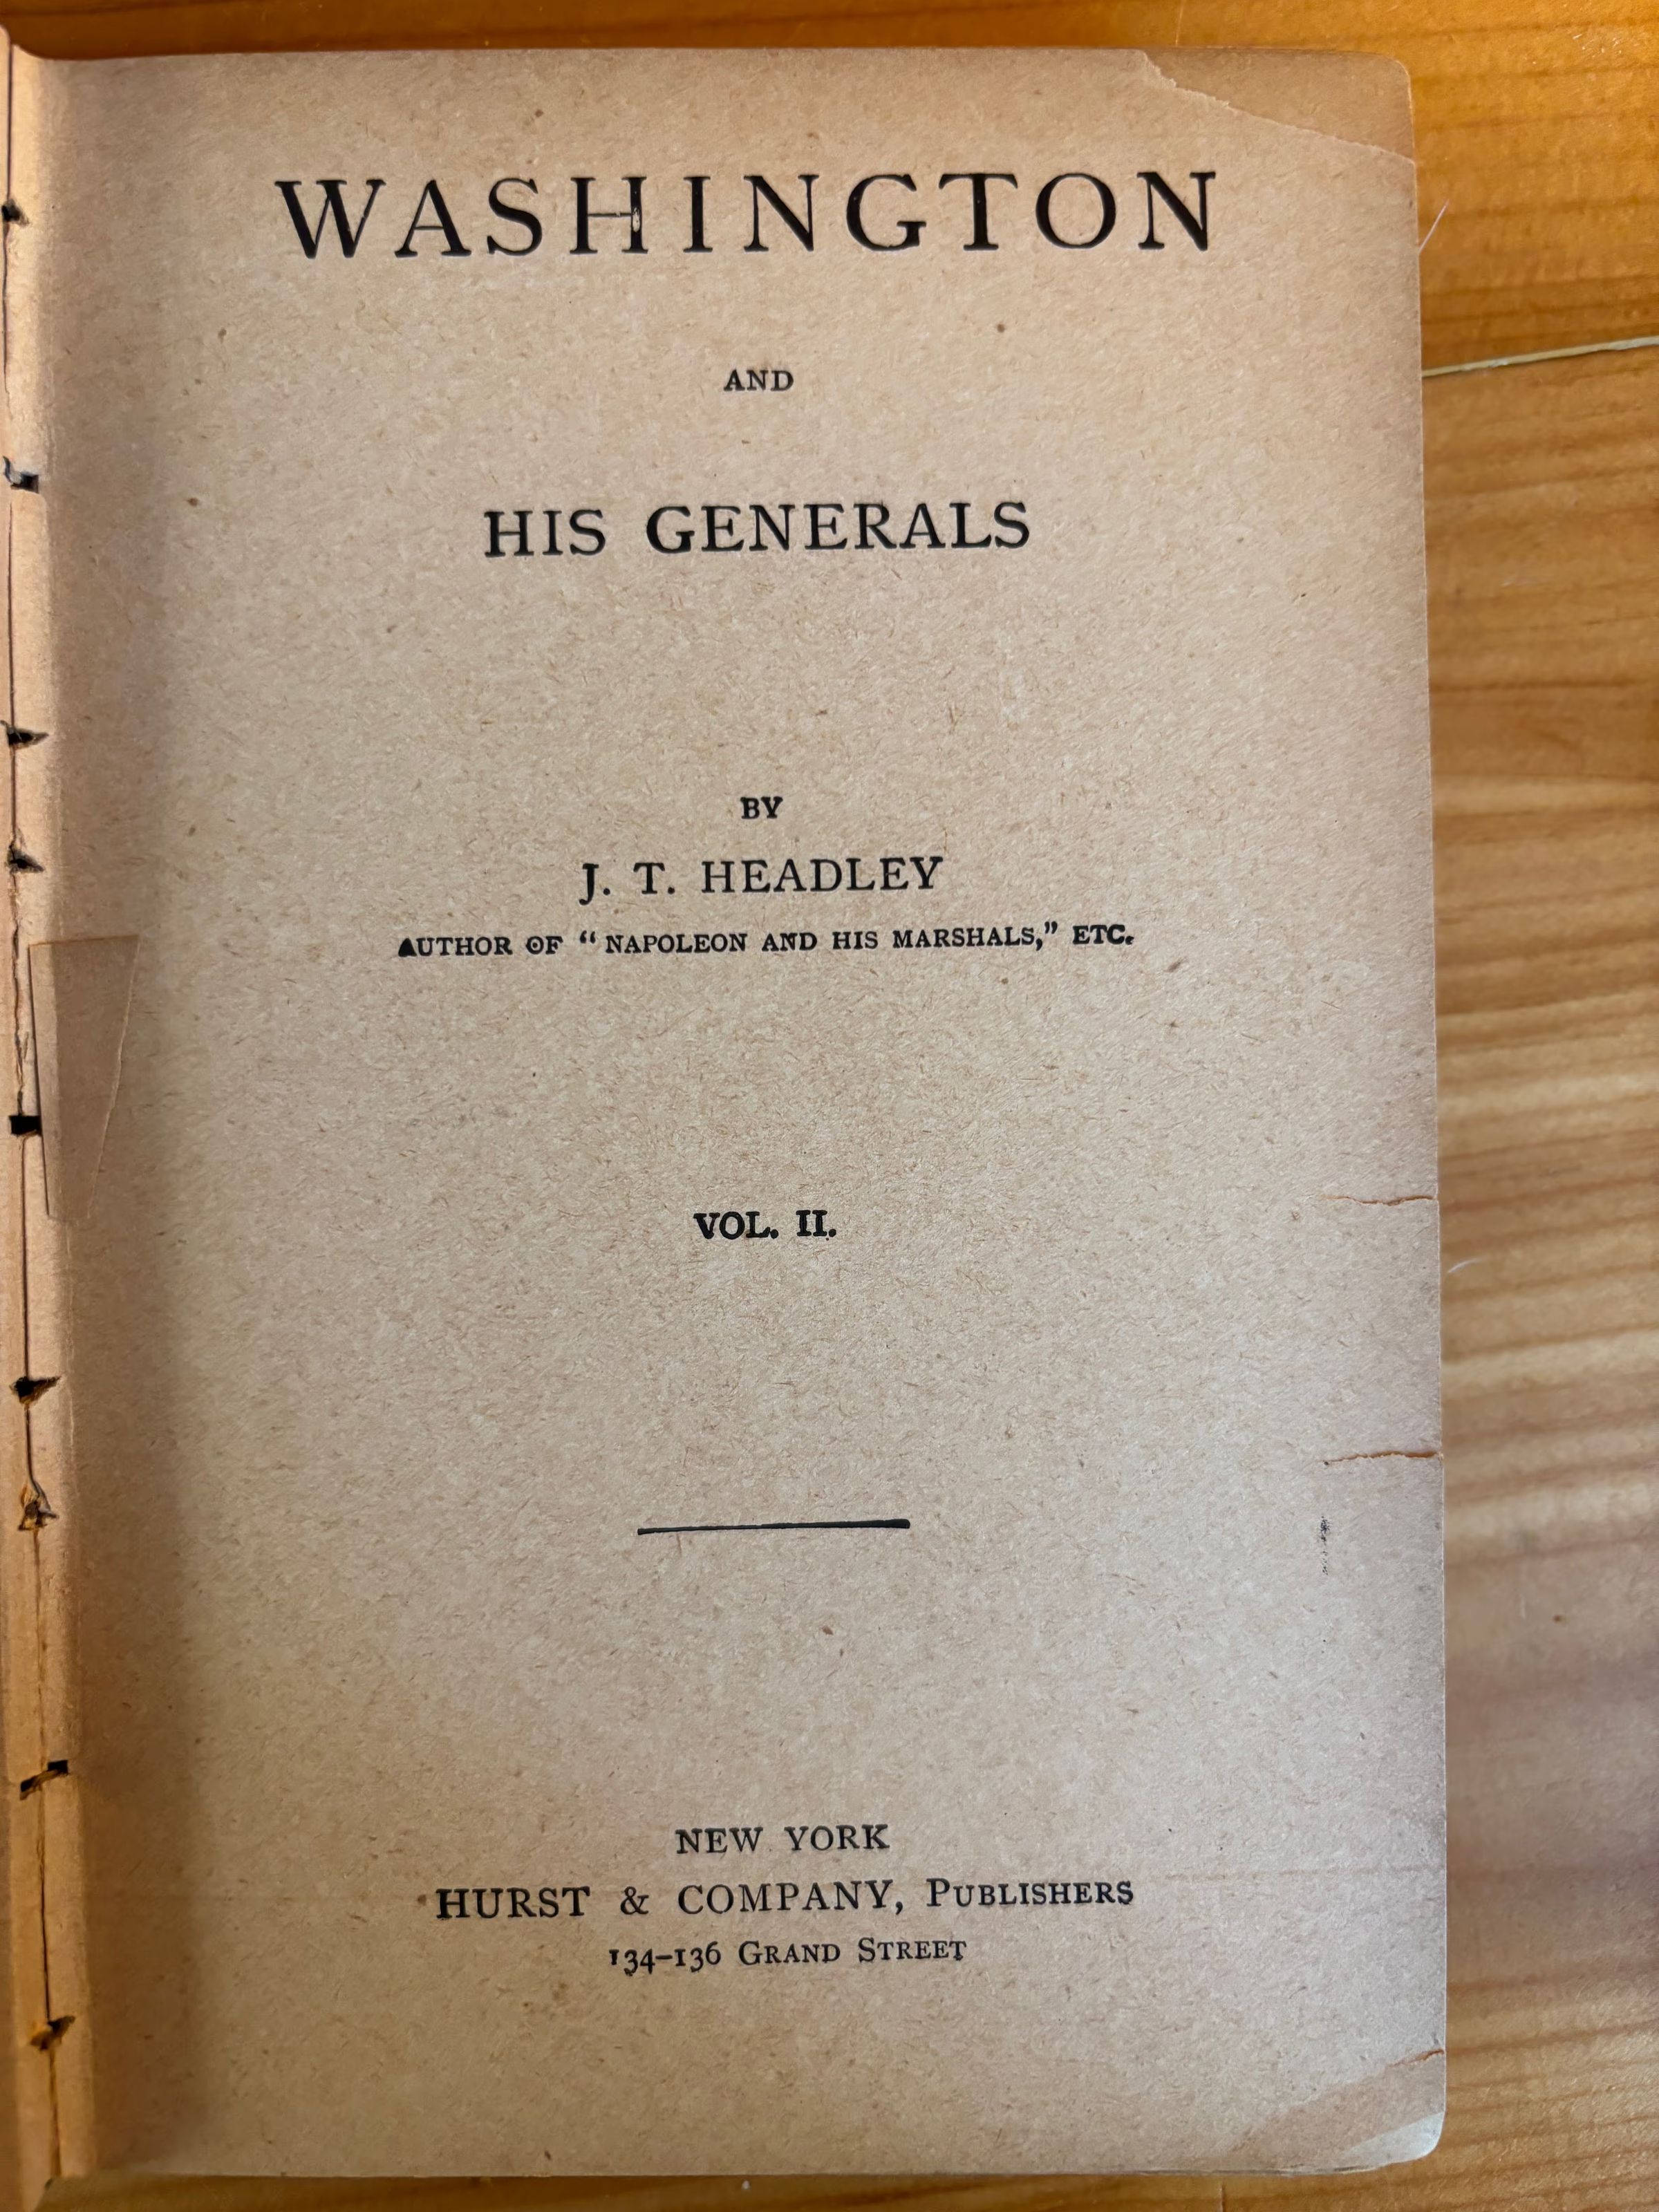 WASHINGTON
AND
HIS GENERALS
BY
J. T. HEADLEY
AUTHOR OF “NAPOLEON AND HIS MARSHALS,” ETC.
VOL. II.
NEW YORK
HURST & COMPANY, PUBLISHERS
134–136 GRAND STREET